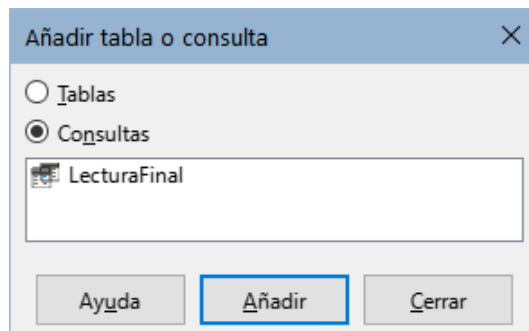 Añadir tabla o consulta
Tablas
Consultas
LecturaFinal
Ayuda Añadir Cerrar